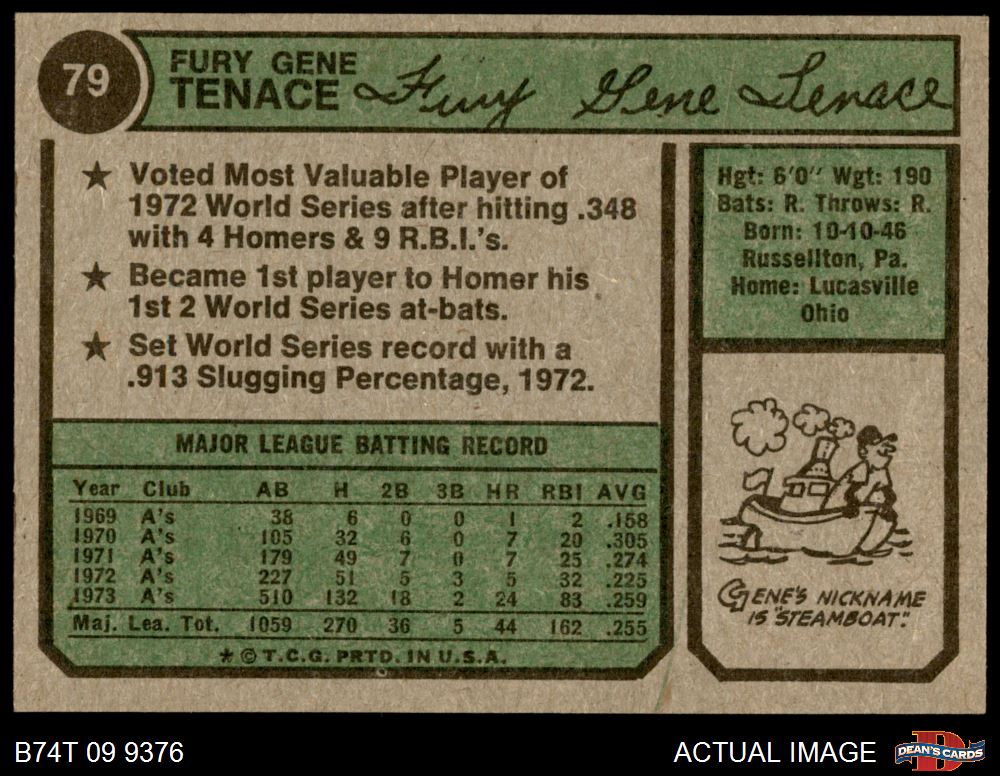 79
FURY GENE
TENACE
Fury Gene Tenace
★ Voted Most Valuable Player of
1972 World Series after hitting .348
with 4 Homers & 9 R.B.I.'s.
★ Became 1st player to Homer his
1st 2 World Series at-bats.
★ Set World Series record with a
.913 Slugging Percentage, 1972.
Hgt: 6'0" Wgt: 190
Bats: R. Throws: R.
Born: 10-10-46
Russellton, Pa.
Home: Lucasville
Ohio
MAJOR LEAGUE BATTING RECORD
Year Club AB H 2B 3B HR RBI AVG
1969 A's 38 6 0 0 1 2 .158
1970 A's 105 32 6 0 7 20 .305
1971 A's 179 49 7 0 7 25 .274
1972 A's 227 51 5 3 5 32 .225
1973 A's 510 132 18 2 24 83 .259
Maj. Lea. Tot. 1059 270 36 5 44 162 .255
* © T.C.G. PRTD. IN U.S.A.
GENE'S NICKNAME
IS "STEAMBOAT."
B74T 09 9376
ACTUAL IMAGE
DEAN'S CARDS